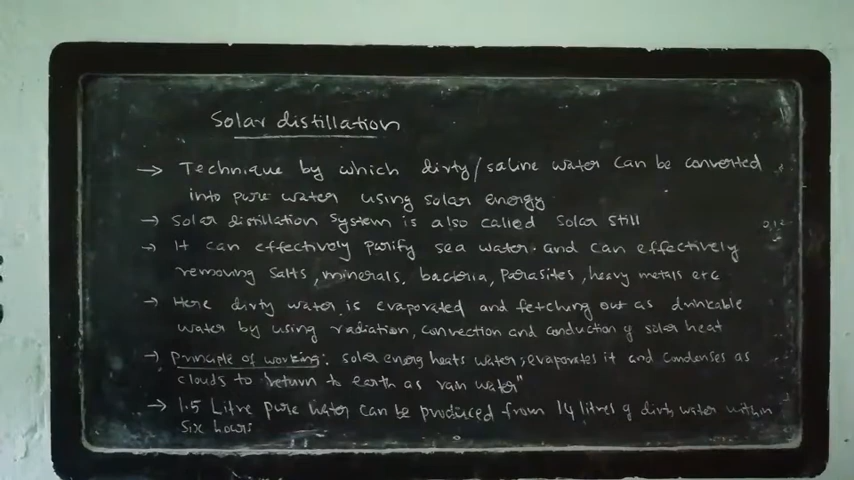 Solar distillation
→ Technique by which dirty/saline water can be converted
into pure water using solar energy
→ Solar distillation system is also called Solar still
→ It can effectively purify sea water. and can effectively
removing salts, minerals, bacteria, parasites, heavy metals etc
→ Here dirty water is evaporated and fetching out as drinkable
water by using radiation, convection and conduction of solar heat
→ Principle of working: solar energ heats water; evaporates it and condenses as
clouds to return to earth as rain water"
→ 1.5 Litre pure water can be produced from 14 litres of dirty water within
six hours